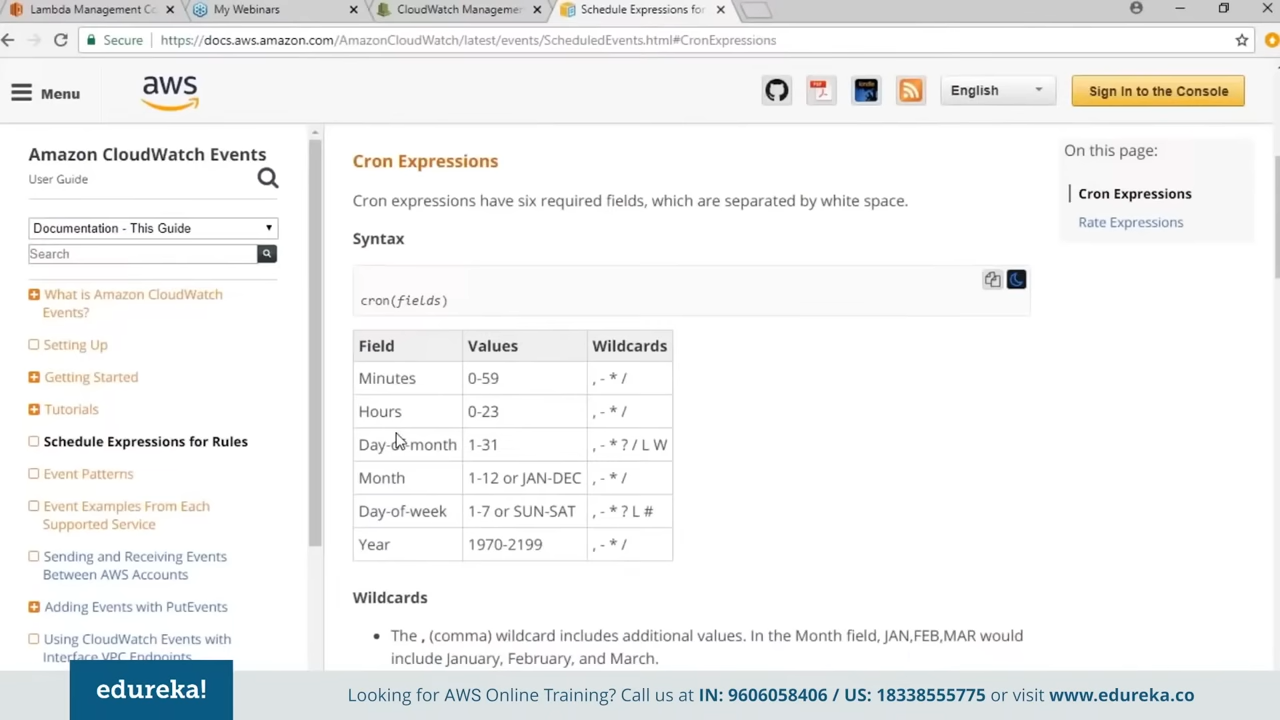 Lambda Management Co
My Webinars
CloudWatch Manageme
Schedule Expressions for
Secure
https://docs.aws.amazon.com/AmazonCloudWatch/latest/events/ScheduledEvents.html#CronExpressions
Menu
aws
English
Sign In to the Console
Amazon CloudWatch Events
User Guide
Documentation - This Guide
Search
What is Amazon CloudWatch
Events?
Setting Up
Getting Started
Tutorials
Schedule Expressions for Rules
Event Patterns
Event Examples From Each
Supported Service
Sending and Receiving Events
Between AWS Accounts
Adding Events with PutEvents
Using CloudWatch Events with
Interface VPC Endpoints
Cron Expressions
Cron expressions have six required fields, which are separated by white space.
Syntax
cron(fields)
Field Values Wildcards
Minutes 0-59 , - * /
Hours 0-23 , - * /
Day-of-month 1-31 , - * ? / L W
Month 1-12 or JAN-DEC , - * /
Day-of-week 1-7 or SUN-SAT , - * ? L #
Year 1970-2199 , - * /
Wildcards
• The , (comma) wildcard includes additional values. In the Month field, JAN,FEB,MAR would
include January, February, and March.
On this page:
Cron Expressions
Rate Expressions
edureka!
Looking for AWS Online Training? Call us at IN: 9606058406 / US: 18338555775 or visit www.edureka.co